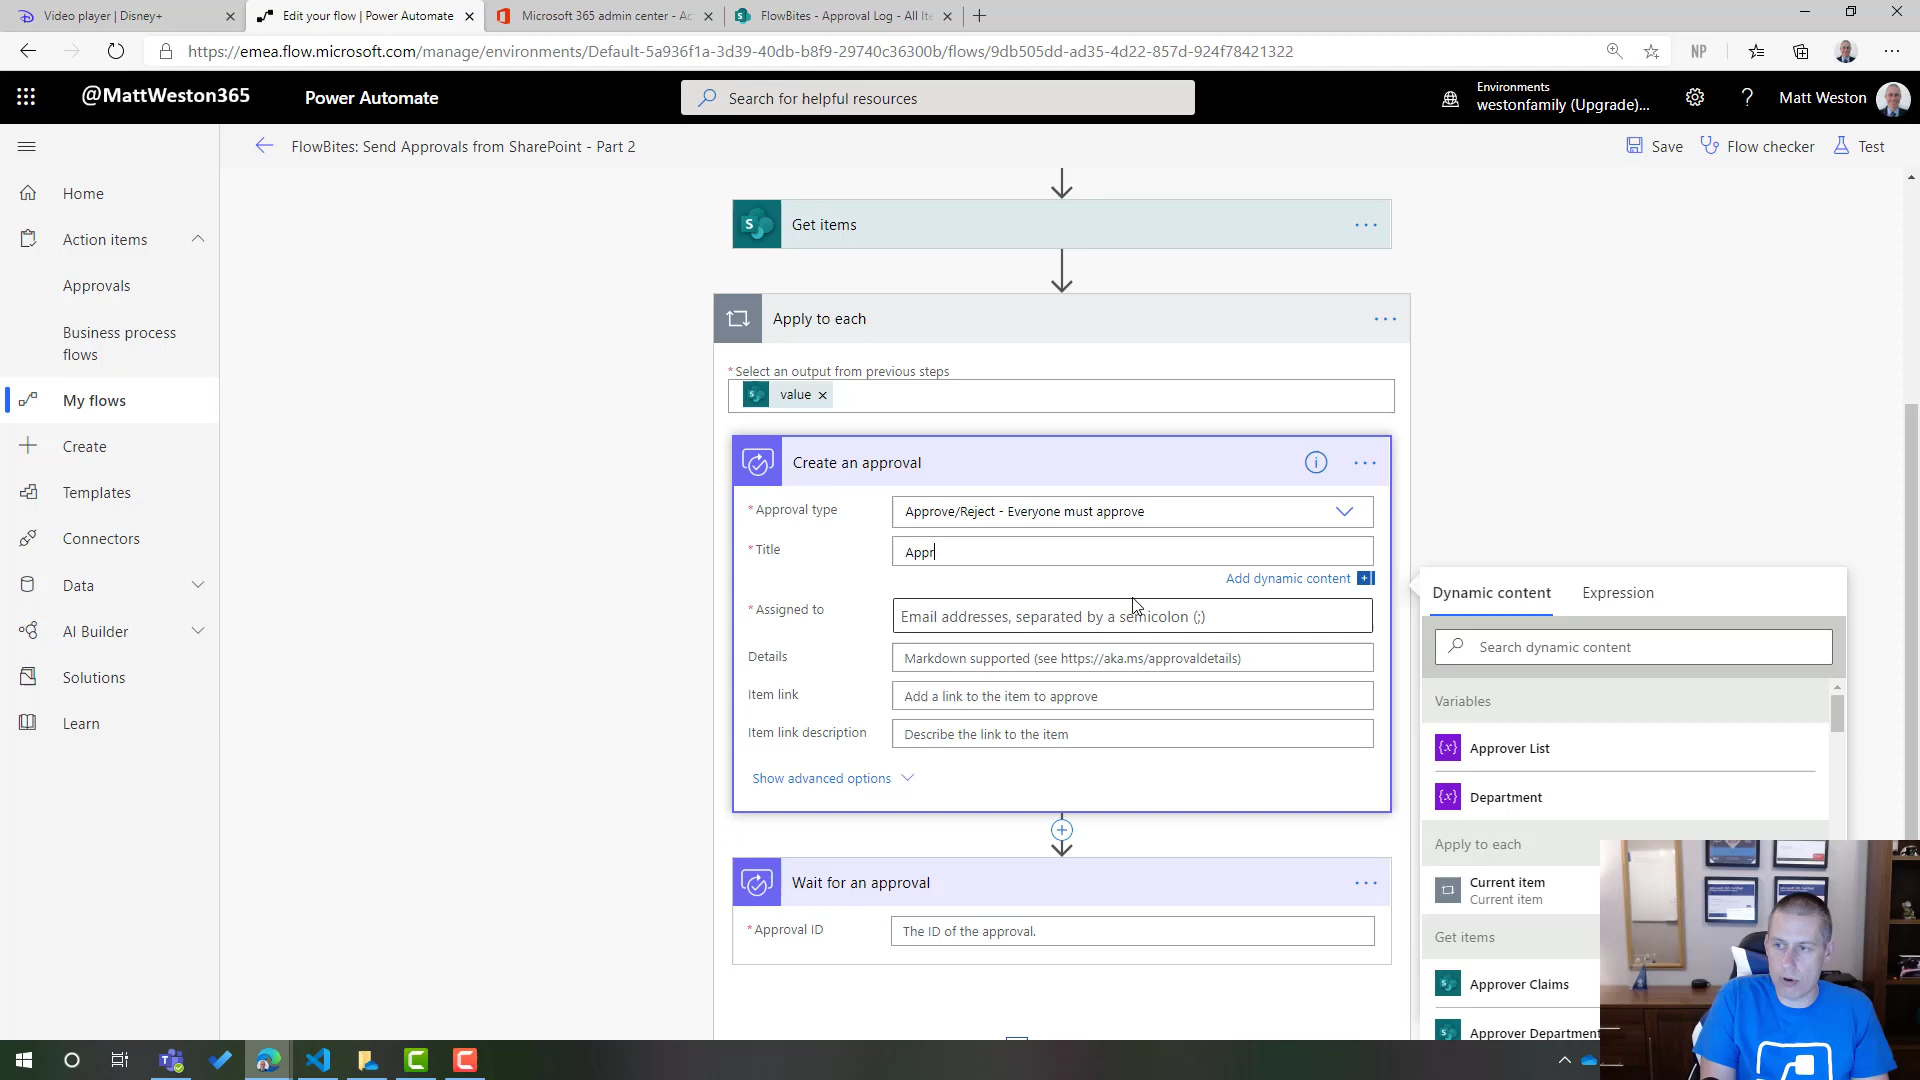 Video player | Disney+
Edit your flow | Power Automate
Microsoft 365 admin center - Ac
FlowBites - Approval Log - All Ite
https://emea.flow.microsoft.com/manage/environments/Default-5a936f1a-3d39-40db-b8f9-29740c36300b/flows/9db505dd-ad35-4d22-857d-924f78421322
NP
@MattWeston365
Power Automate
Search for helpful resources
Environments
westonfamily (Upgrade)...
?
Matt Weston
FlowBites: Send Approvals from SharePoint - Part 2
Save
Flow checker
Test
Home
Action items
Approvals
Business process
flows
My flows
Create
Templates
Connectors
Data
AI Builder
Solutions
Learn
Get items
Apply to each
*Select an output from previous steps
value
Create an approval
*Approval type
Approve/Reject - Everyone must approve
*Title
Appr
Add dynamic content
*Assigned to
Email addresses, separated by a semicolon (;)
Details
Markdown supported (see https://aka.ms/approvaldetails)
Item link
Add a link to the item to approve
Item link description
Describe the link to the item
Show advanced options
Wait for an approval
*Approval ID
The ID of the approval.
Dynamic content
Expression
Search dynamic content
Variables
{x}
Approver List
{x}
Department
Apply to each
Current item
Current item
Get items
Approver Claims
Approver Department